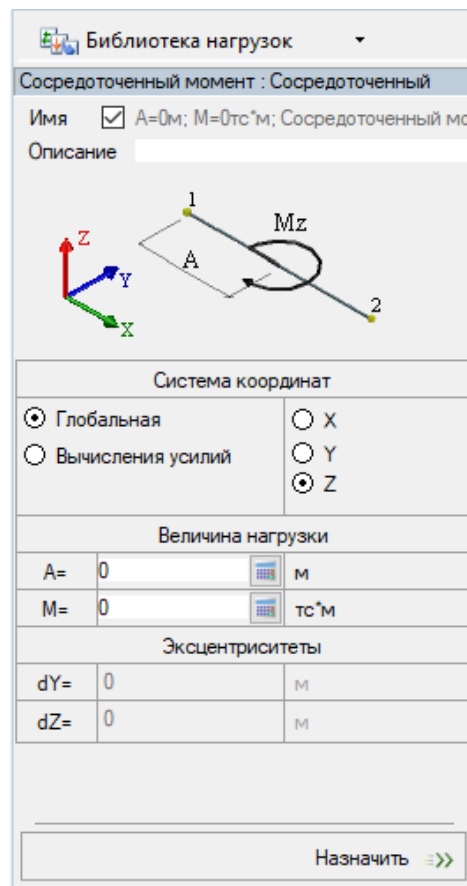 Библиотека нагрузок
Сосредоточенный момент : Сосредоточенный
Имя A=0м; M=0тс*м; Сосредоточенный мо
Описание
1
Z
Mz
Y
A
X
2
Система координат
Глобальная X
Вычисления усилий Y
Z
Величина нагрузки
A= 0 м
M= 0 тс*м
Эксцентриситеты
dY= 0 м
dZ= 0 м
Назначить